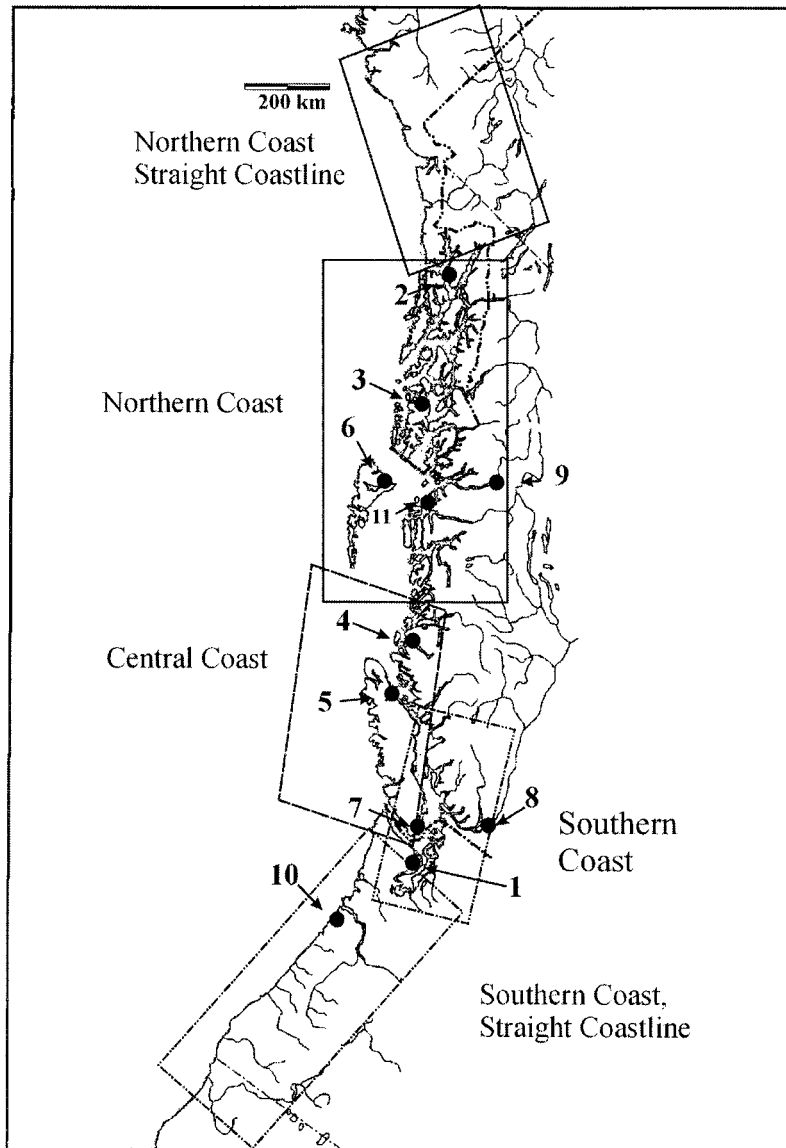 200 km
Northern Coast
Straight Coastline
2
3
Northern Coast
6
9
11
4
Central Coast
5
7
8
Southern
Coast
10
1
Southern Coast,
Straight Coastline